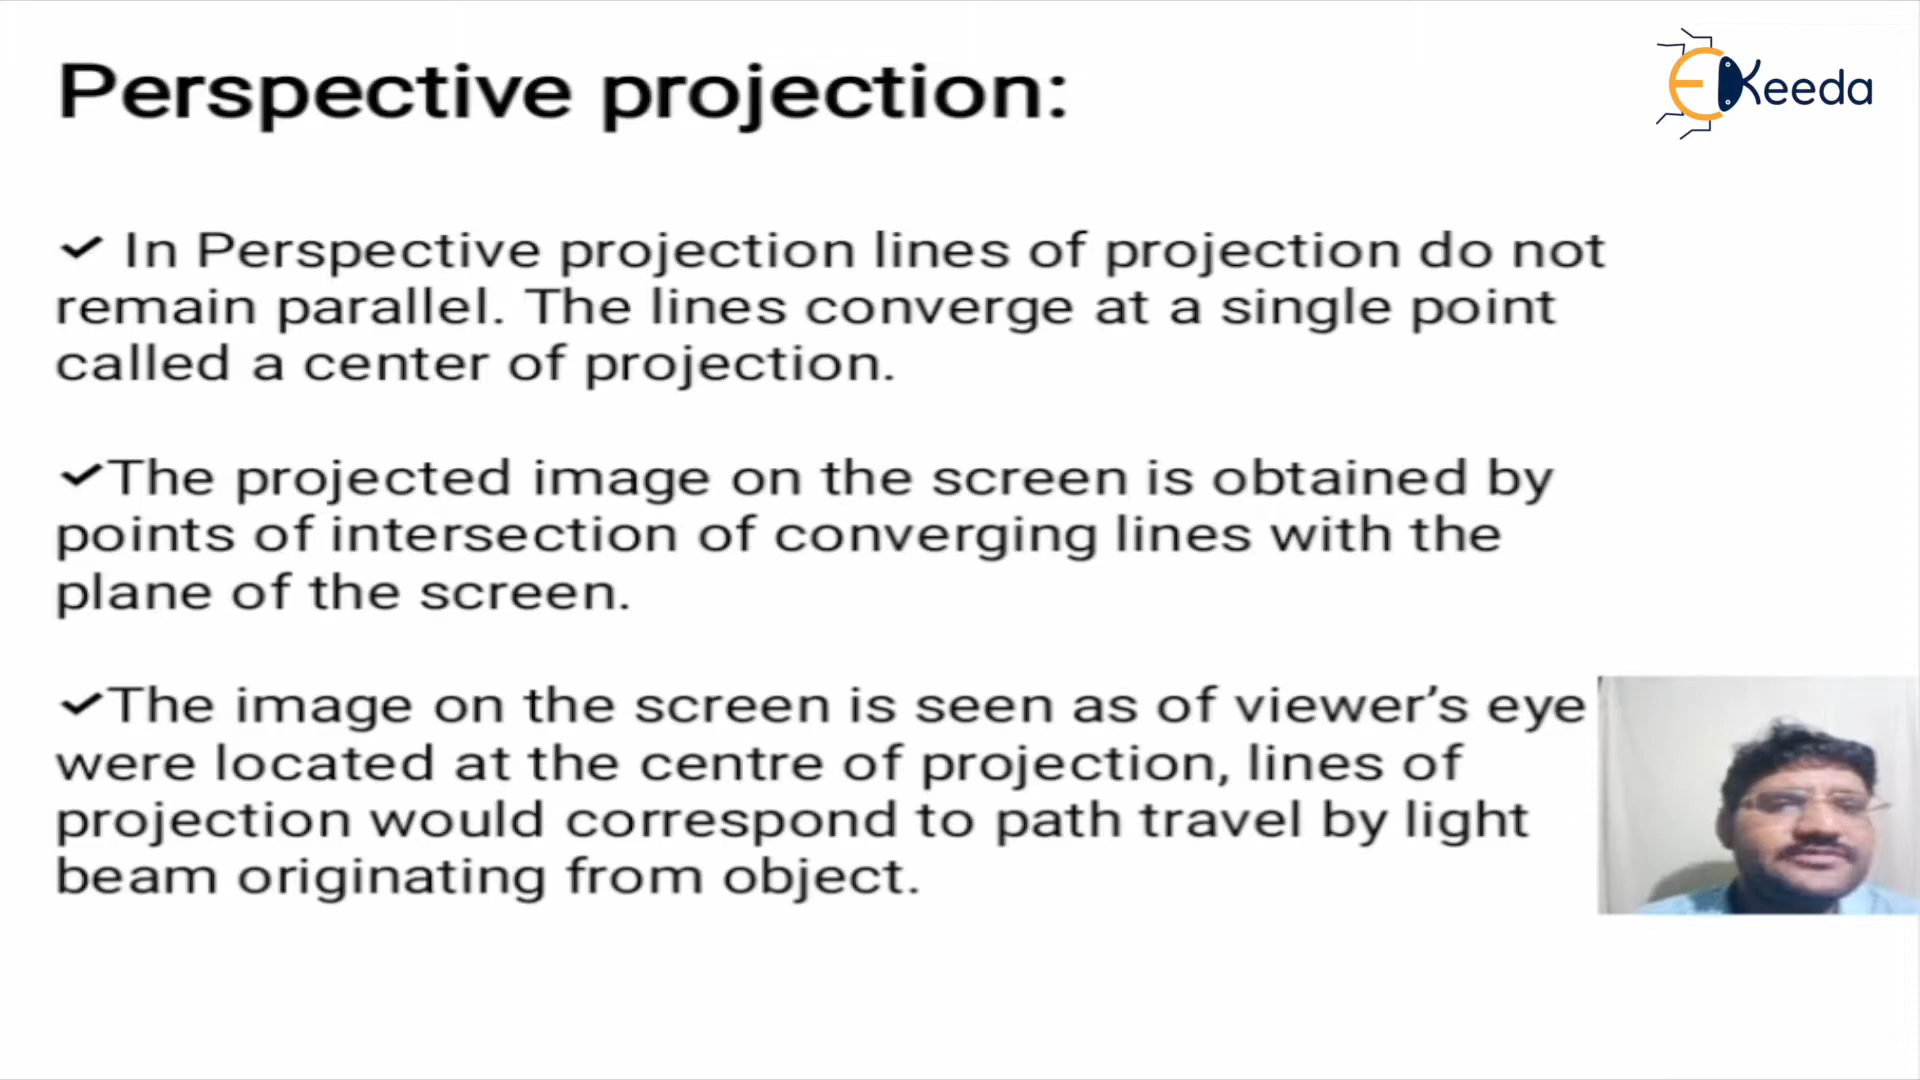 Perspective projection:
EKeeda
✓ In Perspective projection lines of projection do not
remain parallel. The lines converge at a single point
called a center of projection.
✓The projected image on the screen is obtained by
points of intersection of converging lines with the
plane of the screen.
✓The image on the screen is seen as of viewer’s eye
were located at the centre of projection, lines of
projection would correspond to path travel by light
beam originating from object.